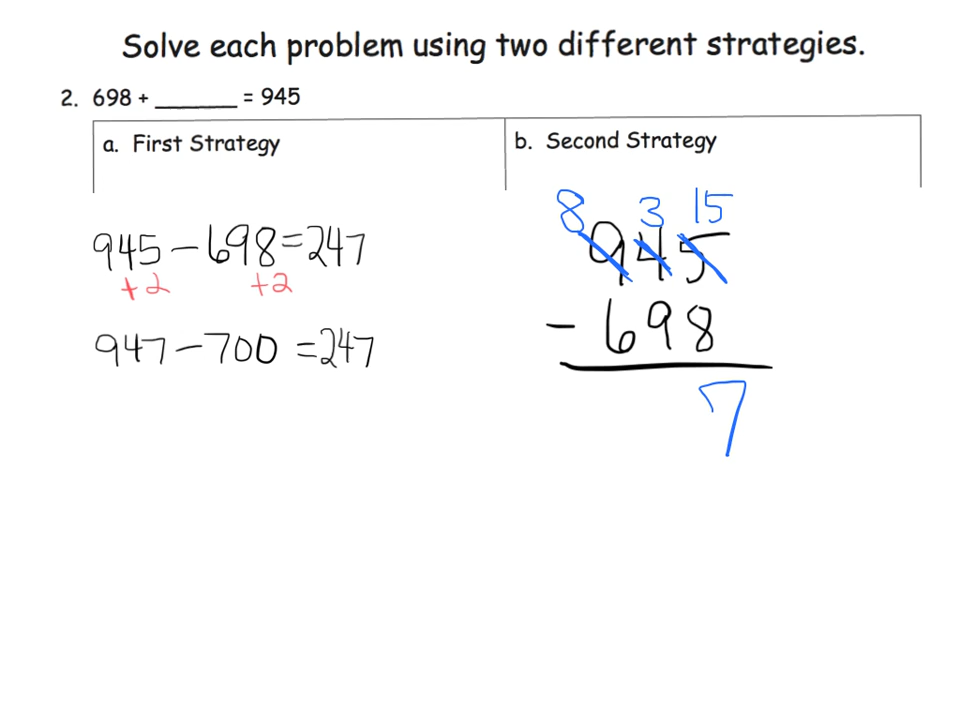 Solve each problem using two different strategies.
2. 698 + ______ = 945
a. First Strategy
b. Second Strategy
945 - 698 = 247
+2 +2
947 - 700 = 247
8 3 15
945
- 698
7